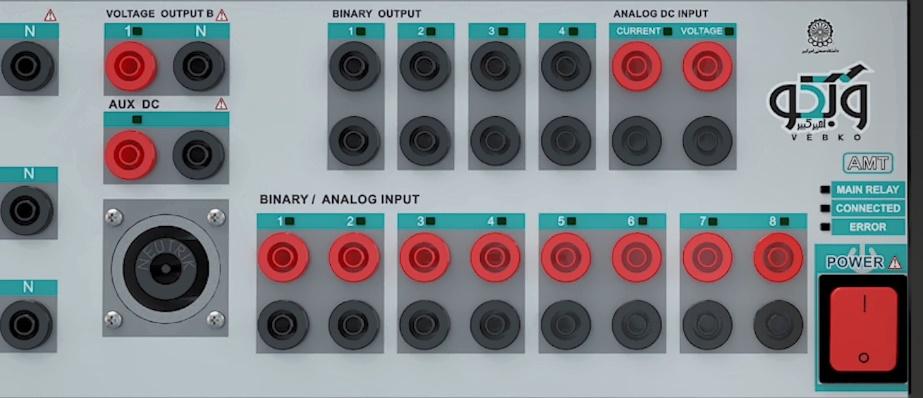 N
VOLTAGE OUTPUT B
1 N
BINARY OUTPUT
1 2 3 4
ANALOG DC INPUT
CURRENT VOLTAGE
AUX DC
وبکو
امیرکبیر
VEBKO
AMT
MAIN RELAY
CONNECTED
ERROR
N
BINARY / ANALOG INPUT
1 2 3 4 5 6 7 8
NEUTRIK
POWER
N